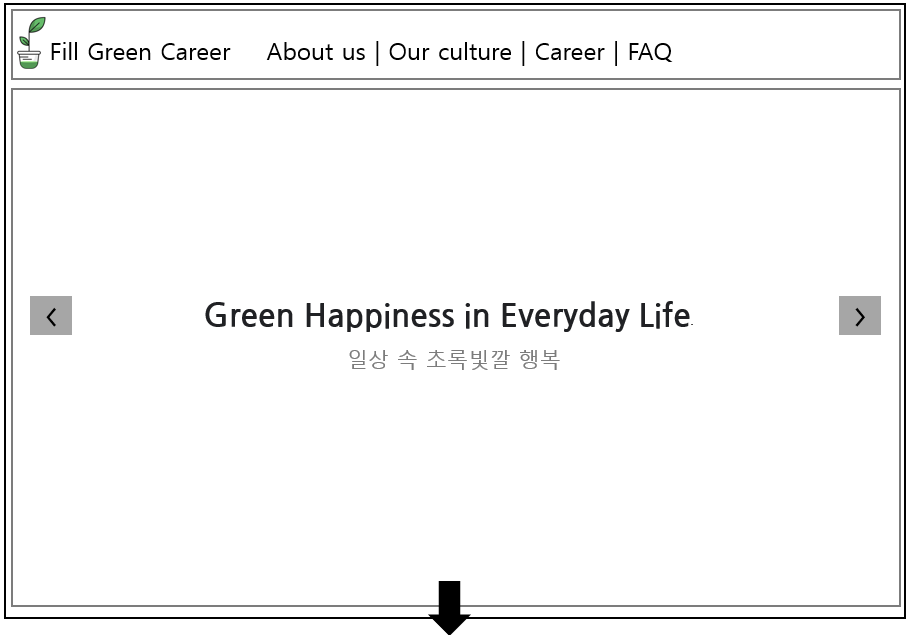 Fill Green Career About us | Our culture | Career | FAQ
< Green Happiness in Everyday Life. >
일상 속 초록빛깔 행복